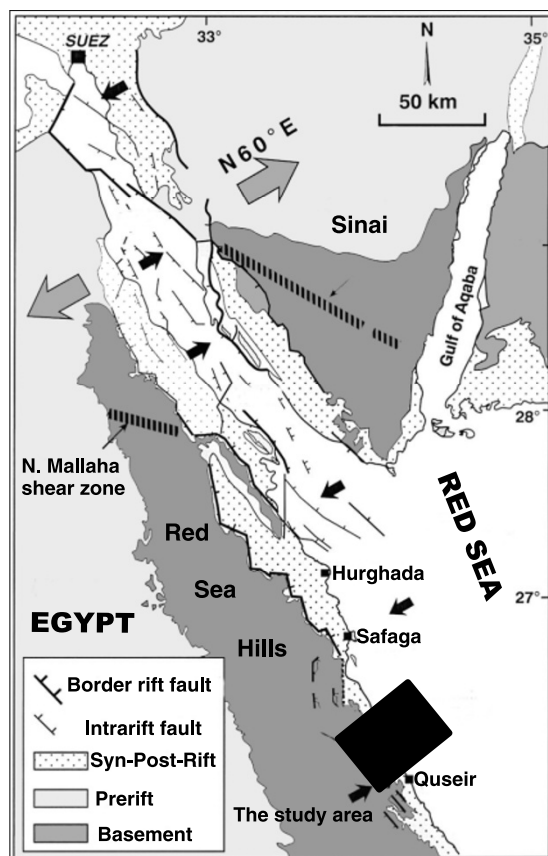 33°
35°
SUEZ
N
50 km
N60°E
Sinai
Gulf of Aqaba
28°
N. Mallaha
shear zone
RED SEA
Red
Sea
Hills
Hurghada
27°
EGYPT
Safaga
Border rift fault
Intrarift fault
Syn-Post-Rift
Prerift
Basement
Quseir
The study area